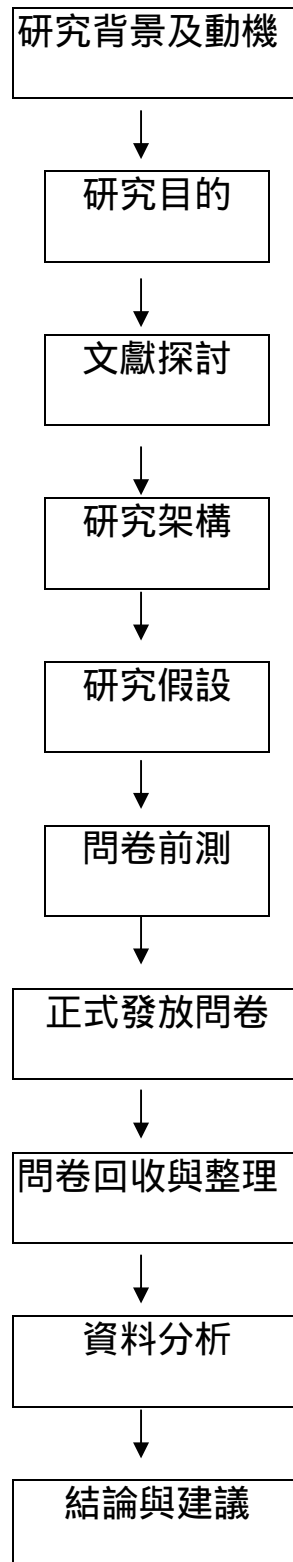 研究背景及動機
研究目的
文獻探討
研究架構
研究假設
問卷前測
正式發放問卷
問卷回收與整理
資料分析
結論與建議